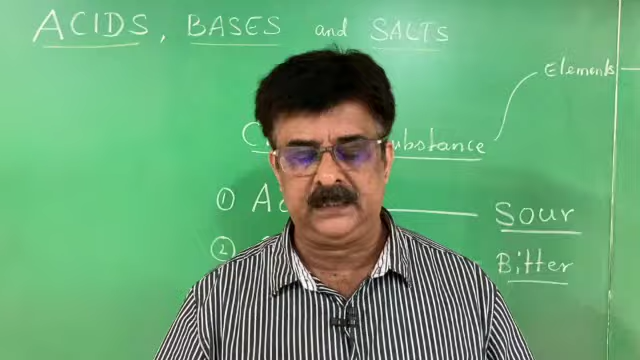 ACIDS, BASES and SALTS
Elements
ubstance
① Ac Sour
② Bitter